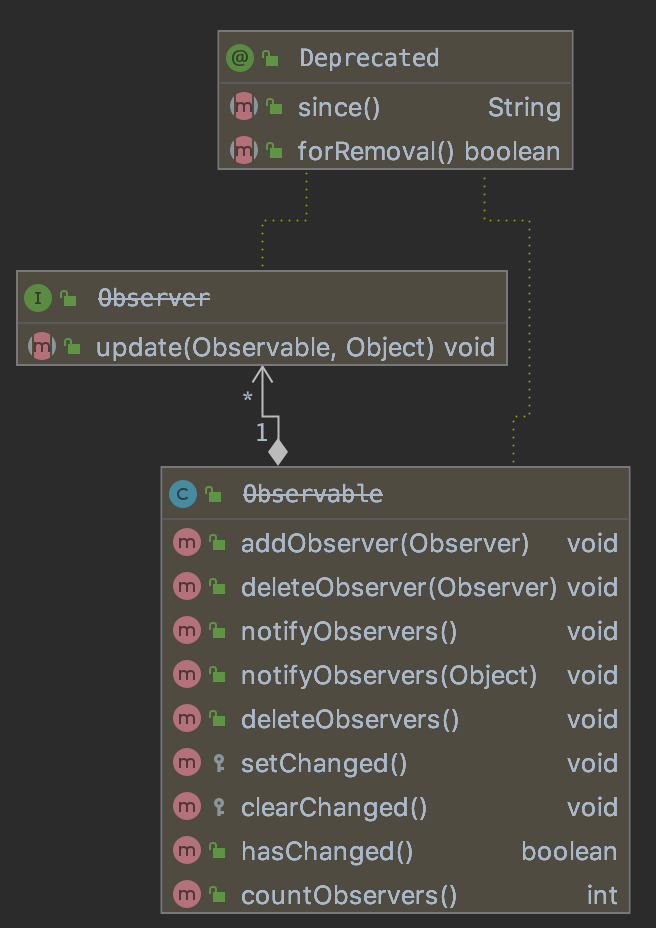 @ Deprecated
m since() String
m forRemoval() boolean
I Observer
m update(Observable, Object) void
*
1
C Observable
m addObserver(Observer) void
m deleteObserver(Observer) void
m notifyObservers() void
m notifyObservers(Object) void
m deleteObservers() void
m setChanged() void
m clearChanged() void
m hasChanged() boolean
m countObservers() int